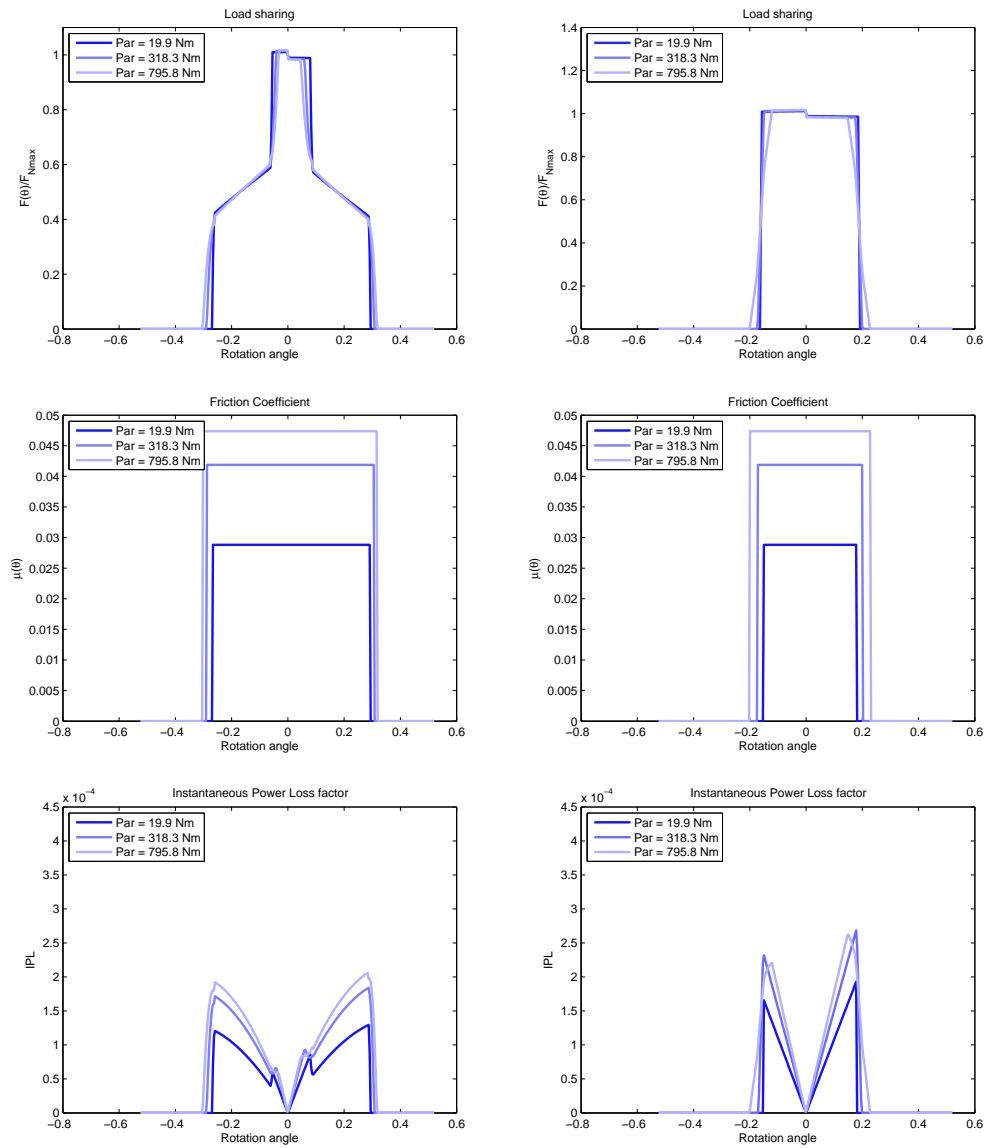 Load sharing
Par = 19.9 Nm
Par = 318.3 Nm
Par = 795.8 Nm
F(θ)/F_Nmax
1
0.8
0.6
0.4
0.2
0
−0.8 −0.6 −0.4 −0.2 0 0.2 0.4 0.6
Rotation angle
Load sharing
Par = 19.9 Nm
Par = 318.3 Nm
Par = 795.8 Nm
F(θ)/F_Nmax
1.4
1.2
1
0.8
0.6
0.4
0.2
0
−0.8 −0.6 −0.4 −0.2 0 0.2 0.4 0.6
Rotation angle
Friction Coefficient
Par = 19.9 Nm
Par = 318.3 Nm
Par = 795.8 Nm
μ(θ)
0.05
0.045
0.04
0.035
0.03
0.025
0.02
0.015
0.01
0.005
0
−0.8 −0.6 −0.4 −0.2 0 0.2 0.4 0.6
Rotation angle
Friction Coefficient
Par = 19.9 Nm
Par = 318.3 Nm
Par = 795.8 Nm
μ(θ)
0.05
0.045
0.04
0.035
0.03
0.025
0.02
0.015
0.01
0.005
0
−0.8 −0.6 −0.4 −0.2 0 0.2 0.4 0.6
Rotation angle
Instantaneous Power Loss factor
x 10⁻⁴
Par = 19.9 Nm
Par = 318.3 Nm
Par = 795.8 Nm
IPL
4.5
4
3.5
3
2.5
2
1.5
1
0.5
0
−0.8 −0.6 −0.4 −0.2 0 0.2 0.4 0.6
Rotation angle
Instantaneous Power Loss factor
x 10⁻⁴
Par = 19.9 Nm
Par = 318.3 Nm
Par = 795.8 Nm
IPL
4.5
4
3.5
3
2.5
2
1.5
1
0.5
0
−0.8 −0.6 −0.4 −0.2 0 0.2 0.4 0.6
Rotation angle